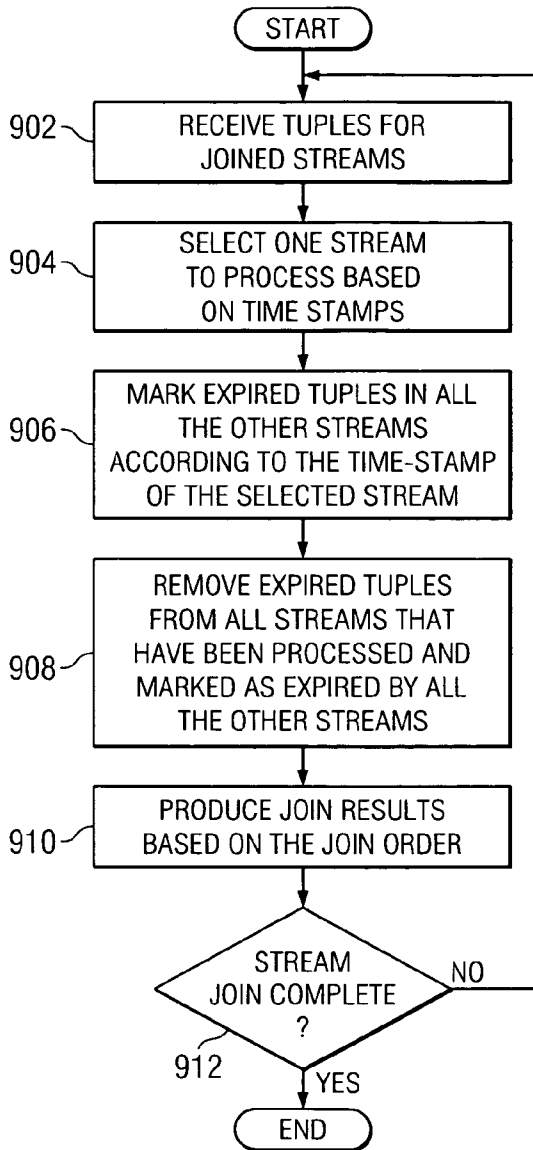 START
902
RECEIVE TUPLES FOR
JOINED STREAMS
904
SELECT ONE STREAM
TO PROCESS BASED
ON TIME STAMPS
906
MARK EXPIRED TUPLES IN ALL
THE OTHER STREAMS
ACCORDING TO THE TIME-STAMP
OF THE SELECTED STREAM
908
REMOVE EXPIRED TUPLES
FROM ALL STREAMS THAT
HAVE BEEN PROCESSED AND
MARKED AS EXPIRED BY ALL
THE OTHER STREAMS
910
PRODUCE JOIN RESULTS
BASED ON THE JOIN ORDER
STREAM
JOIN COMPLETE
?
NO
912
YES
END